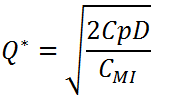 Q* = √(2CpD / C_MI)